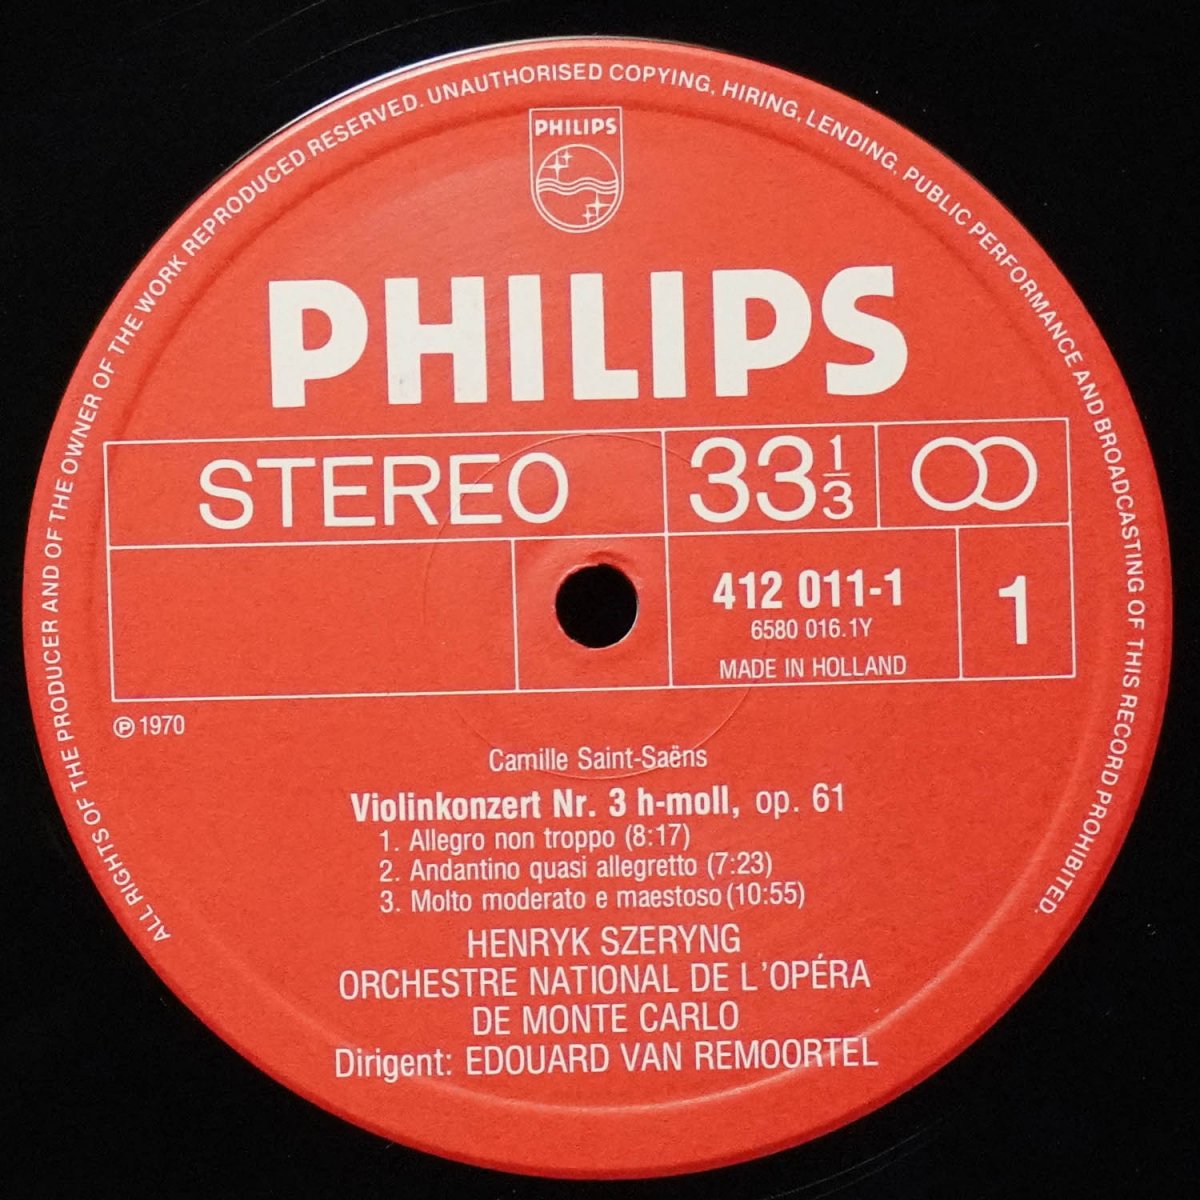 ALL RIGHTS OF THE PRODUCER AND OF THE OWNER OF THE WORK REPRODUCED RESERVED. UNAUTHORISED COPYING, HIRING, LENDING, PUBLIC PERFORMANCE AND BROADCASTING OF THIS RECORD PROHIBITED.
PHILIPS
PHILIPS
STEREO 33 1/3
412 011-1
6580 016.1Y
MADE IN HOLLAND
1
℗ 1970
Camille Saint-Saëns
Violinkonzert Nr. 3 h-moll, op. 61
1. Allegro non troppo (8:17)
2. Andantino quasi allegretto (7:23)
3. Molto moderato e maestoso (10:55)
HENRYK SZERYNG
ORCHESTRE NATIONAL DE L'OPÉRA
DE MONTE CARLO
Dirigent: EDOUARD VAN REMOORTEL